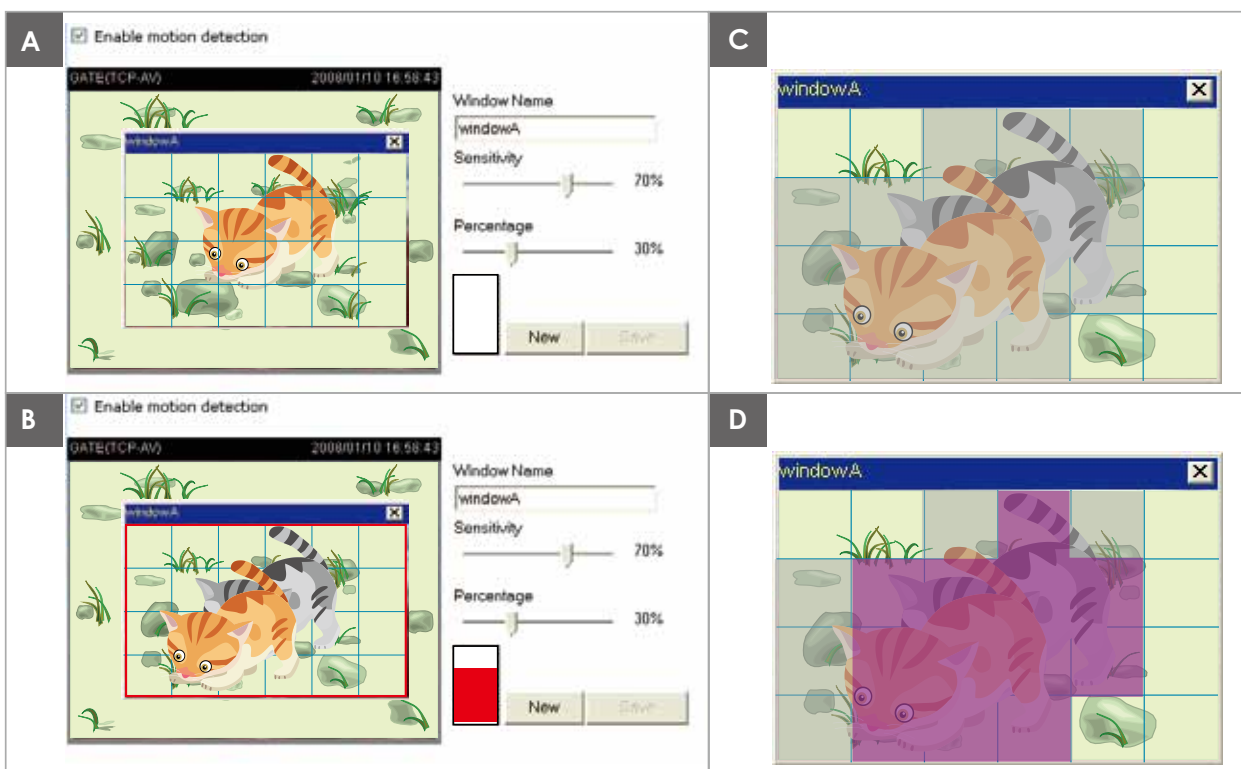 A
Enable motion detection
GATE(TCP-AV) 2008/01/10 16:58:43
windowA
Window Name
windowA
Sensitivity
70%
Percentage
30%
New Save
B
Enable motion detection
GATE(TCP-AV) 2008/01/10 16:58:43
windowA
Window Name
windowA
Sensitivity
70%
Percentage
30%
New Save
C
windowA
D
windowA